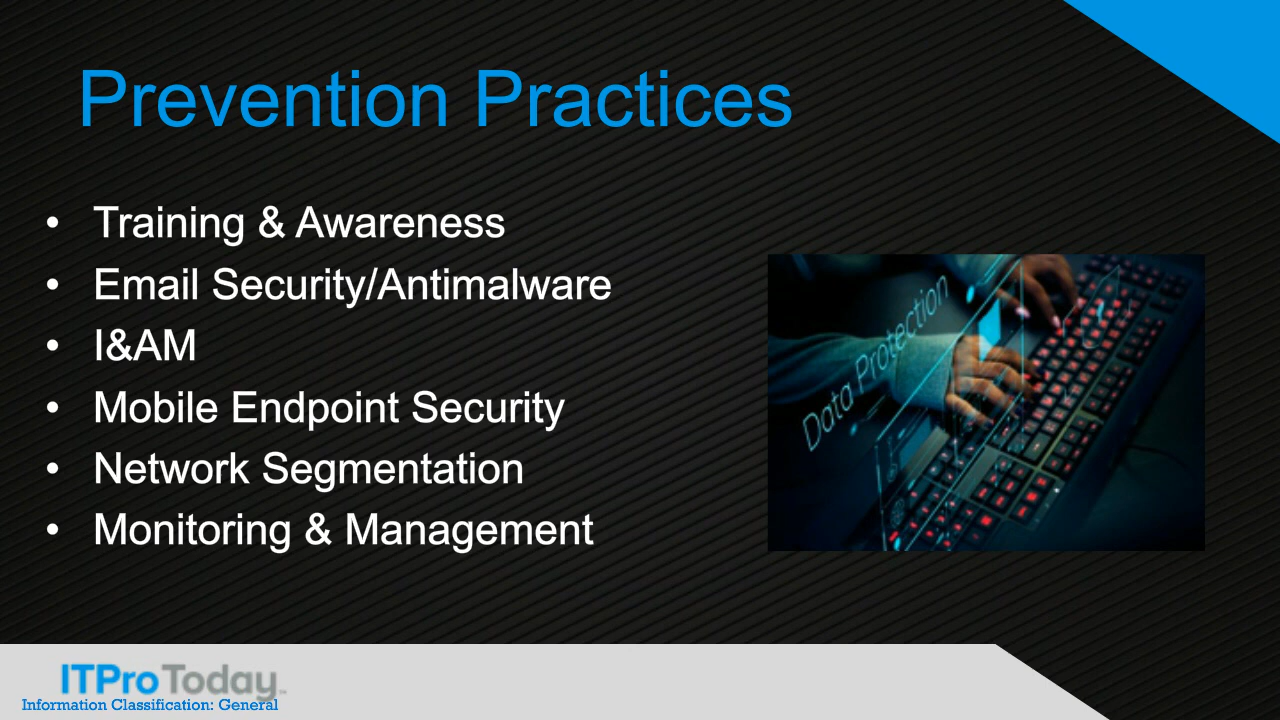 Prevention Practices
• Training & Awareness
• Email Security/Antimalware
• I&AM
• Mobile Endpoint Security
• Network Segmentation
• Monitoring & Management
Data Protection
ITProToday
Information Classification: General